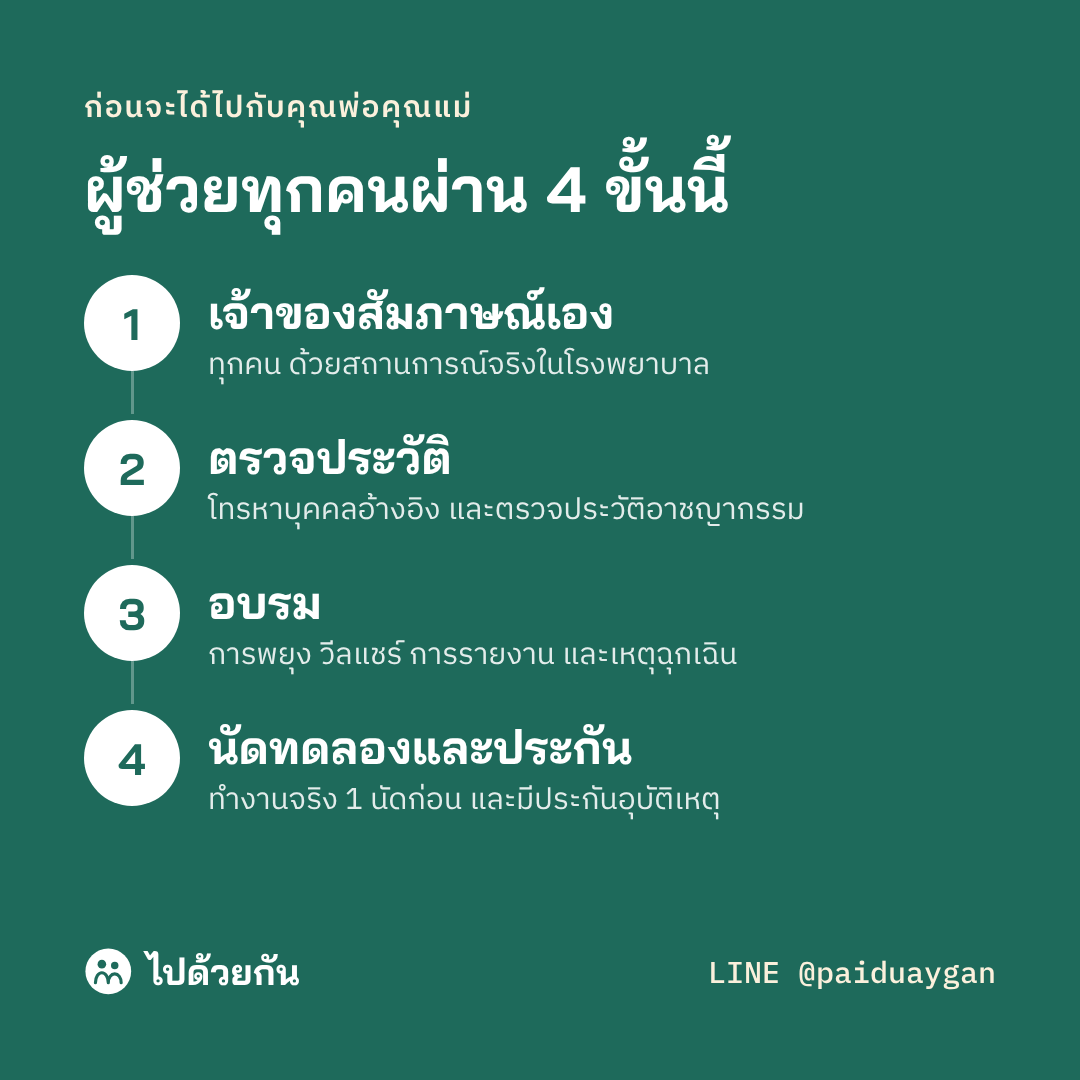 ก่อนจะได้ไปกับคุณพ่อคุณแม่
ผู้ช่วยทุกคนผ่าน 4 ขั้นนี้
1
เจ้าของสัมภาษณ์เอง
ทุกคน ด้วยสถานการณ์จริงในโรงพยาบาล
2
ตรวจประวัติ
โทรหาบุคคลอ้างอิง และตรวจประวัติอาชญากรรม
3
อบรม
การพยุง วีลแชร์ การรายงาน และเหตุฉุกเฉิน
4
นัดทดลองและประกัน
ทำงานจริง 1 นัดก่อน และมีประกันอุบัติเหตุ
ไปด้วยกัน
LINE @paiduaygan